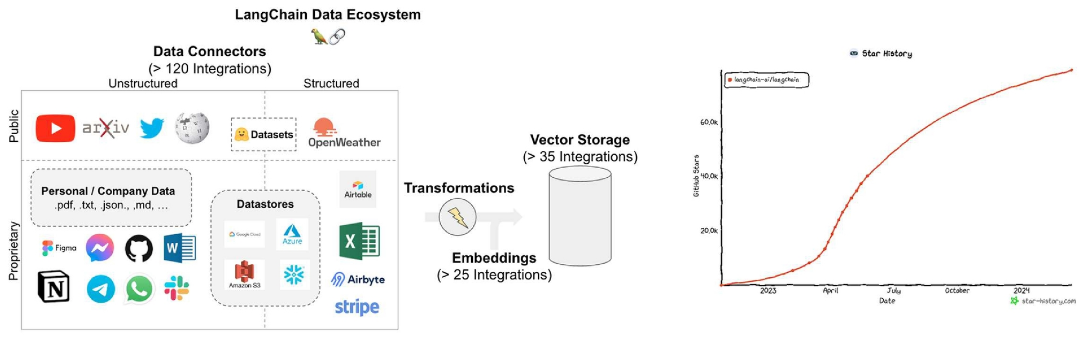 LangChain Data Ecosystem
Data Connectors
(> 120 Integrations)
Unstructured
Structured
Public
arXiv
Datasets
OpenWeather
Proprietary
Personal / Company Data
.pdf, .txt, .json., ,md, …
Figma
W
N
Datastores
Google Cloud
Azure
Amazon S3
Airtable
X
Airbyte
stripe
Transformations
Embeddings
(> 25 Integrations)
Vector Storage
(> 35 Integrations)
Star History
langchain-ai/langchain
GitHub Stars
60.0k
40.0k
20.0k
2023
April
July
October
2024
Date
star-history.com